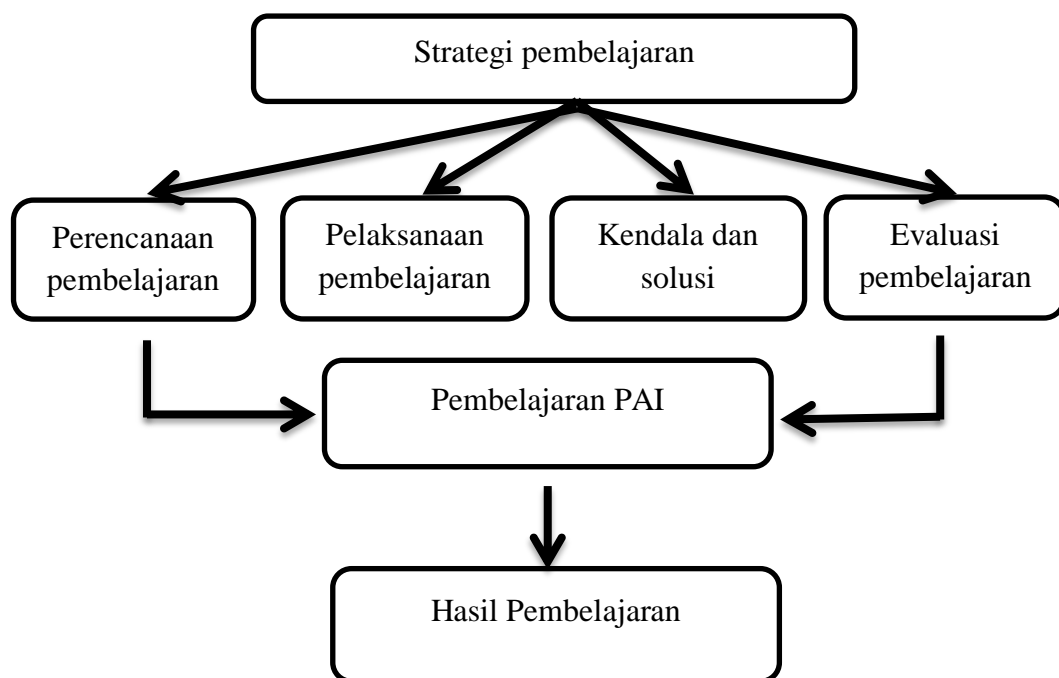 Strategi pembelajaran
Perencanaan
pembelajaran
Pelaksanaan
pembelajaran
Kendala dan
solusi
Evaluasi
pembelajaran
Pembelajaran PAI
Hasil Pembelajaran